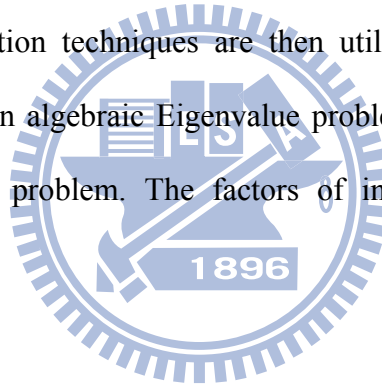 tion techniques are then util
n algebraic Eigenvalue proble
problem. The factors of in
E S A
1896